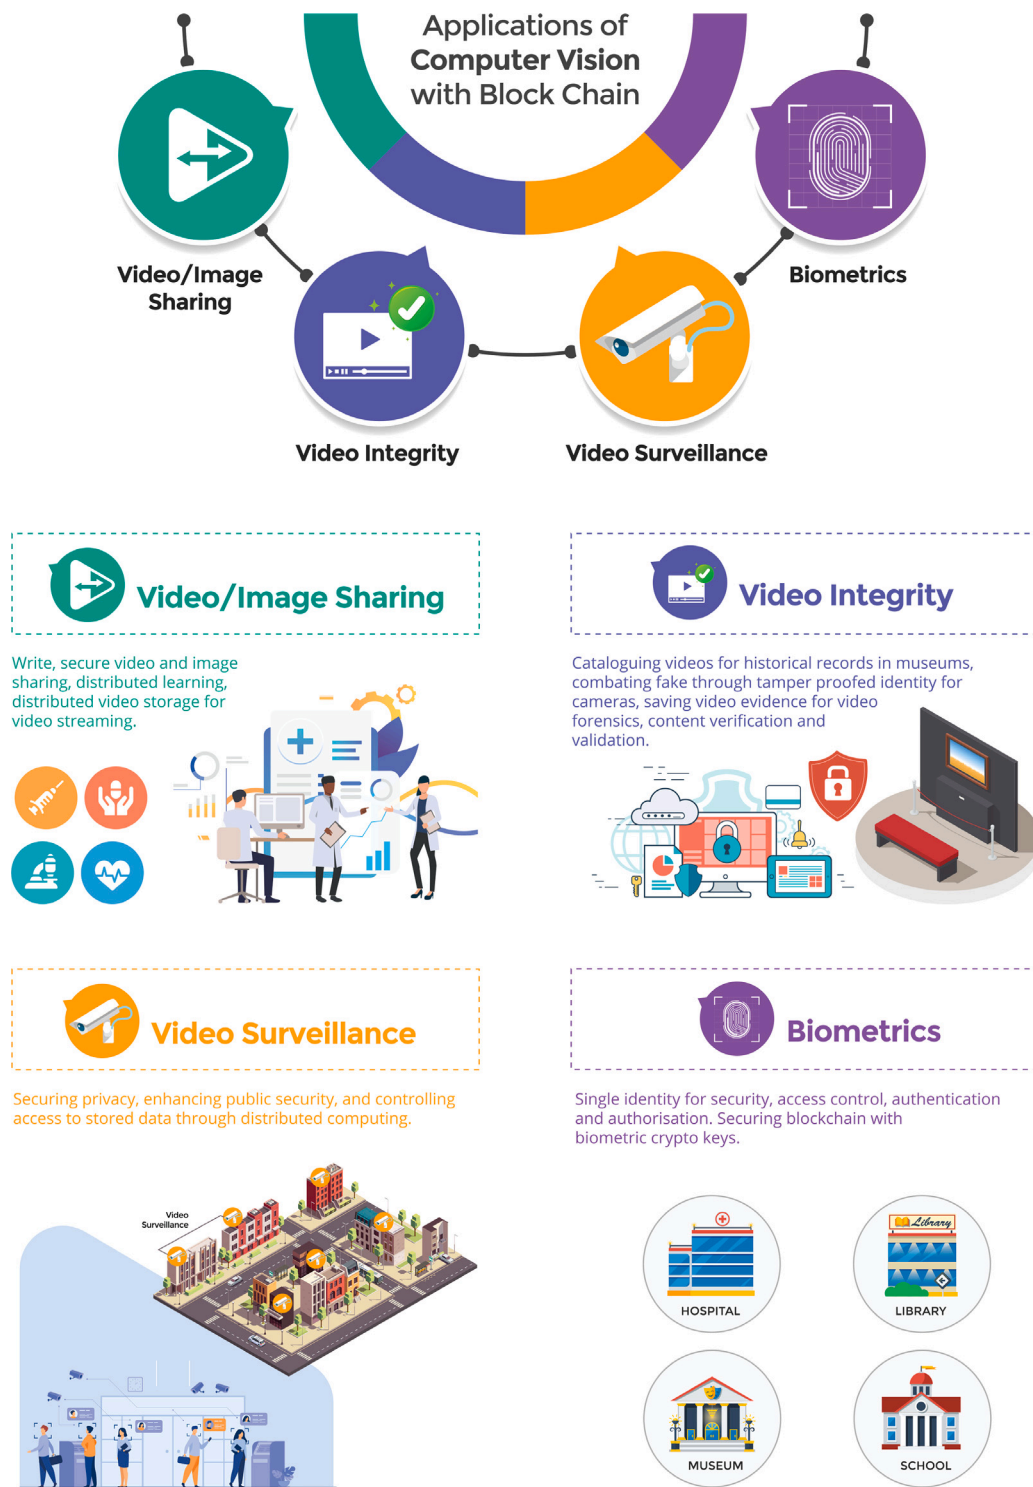 Applications of
Computer Vision
with Block Chain
Video/Image
Sharing
Biometrics
Video Integrity
Video Surveillance
Video/Image Sharing
Write, secure video and image
sharing, distributed learning,
distributed video storage for
video streaming.
Video Integrity
Cataloguing videos for historical records in museums,
combating fake through tamper proofed identity for
cameras, saving video evidence for video
forensics, content verification and
validation.
Video Surveillance
Securing privacy, enhancing public security, and controlling
access to stored data through distributed computing.
Video
Surveillance
Biometrics
Single identity for security, access control, authentication
and authorisation. Securing blockchain with
biometric crypto keys.
Library
HOSPITAL
LIBRARY
MUSEUM
SCHOOL